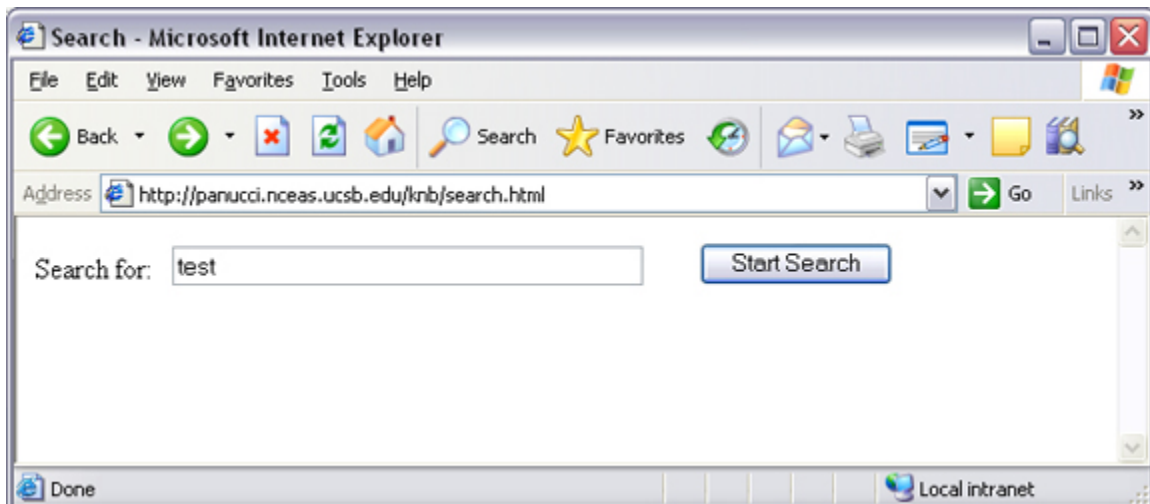 Search - Microsoft Internet Explorer
File Edit View Favorites Tools Help
Back Search Favorites »
Address http://panucci.nceas.ucsb.edu/knb/search.html Go Links »
Search for: test Start Search
Done Local intranet